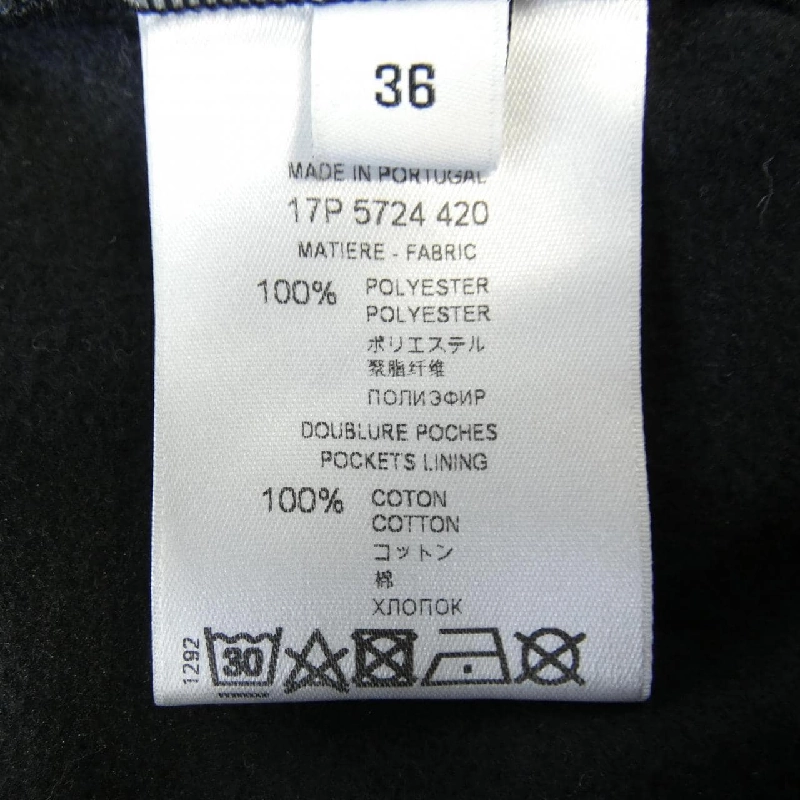 36
MADE IN PORTUGAL
17P 5724 420
MATIERE - FABRIC
100% POLYESTER
POLYESTER
ポリエステル
聚脂纤维
ПОЛИЭФИР
DOUBLURE POCHES
POCKETS LINING
100% COTON
COTTON
コットン
棉
ХЛОПОК
1292
30